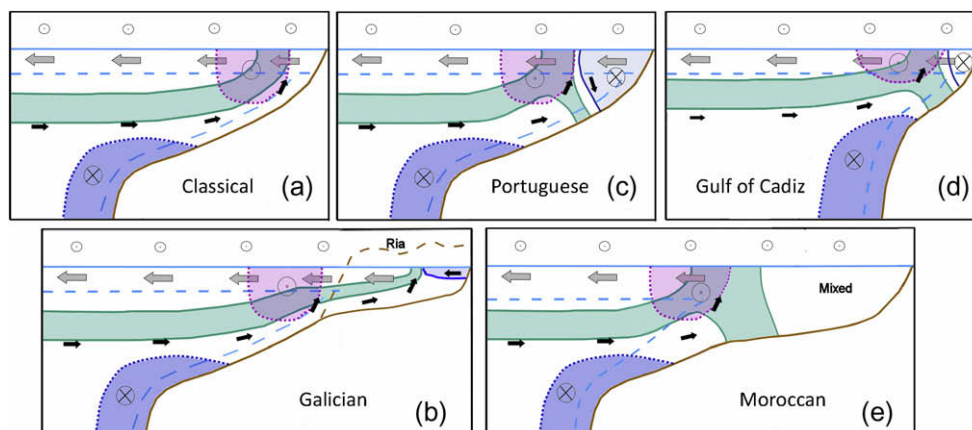 Classical
(a)
Portuguese
(c)
Gulf of Cadiz
(d)
Ria
Galician
(b)
Mixed
Moroccan
(e)